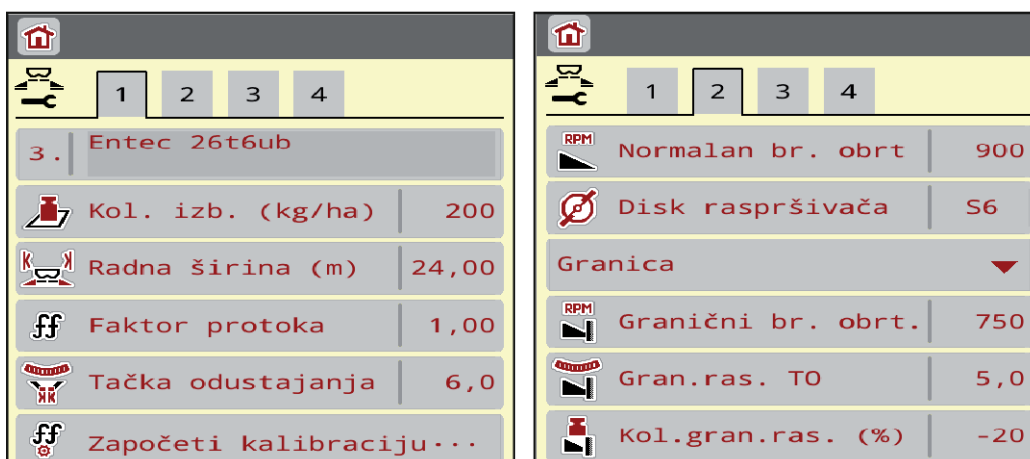 1 2 3 4
3. Entec 26t6ub
Kol. izb. (kg/ha) 200
K K Radna širina (m) 24,00
ff Faktor protoka 1,00
Tačka odustajanja 6,0
ff Započeti kalibraciju...
1 2 3 4
RPM Normalan br. obrt 900
Disk raspršivača S6
Granica
RPM Granični br. obrt. 750
Gran.ras. TO 5,0
Kol.gran.ras. (%) -20